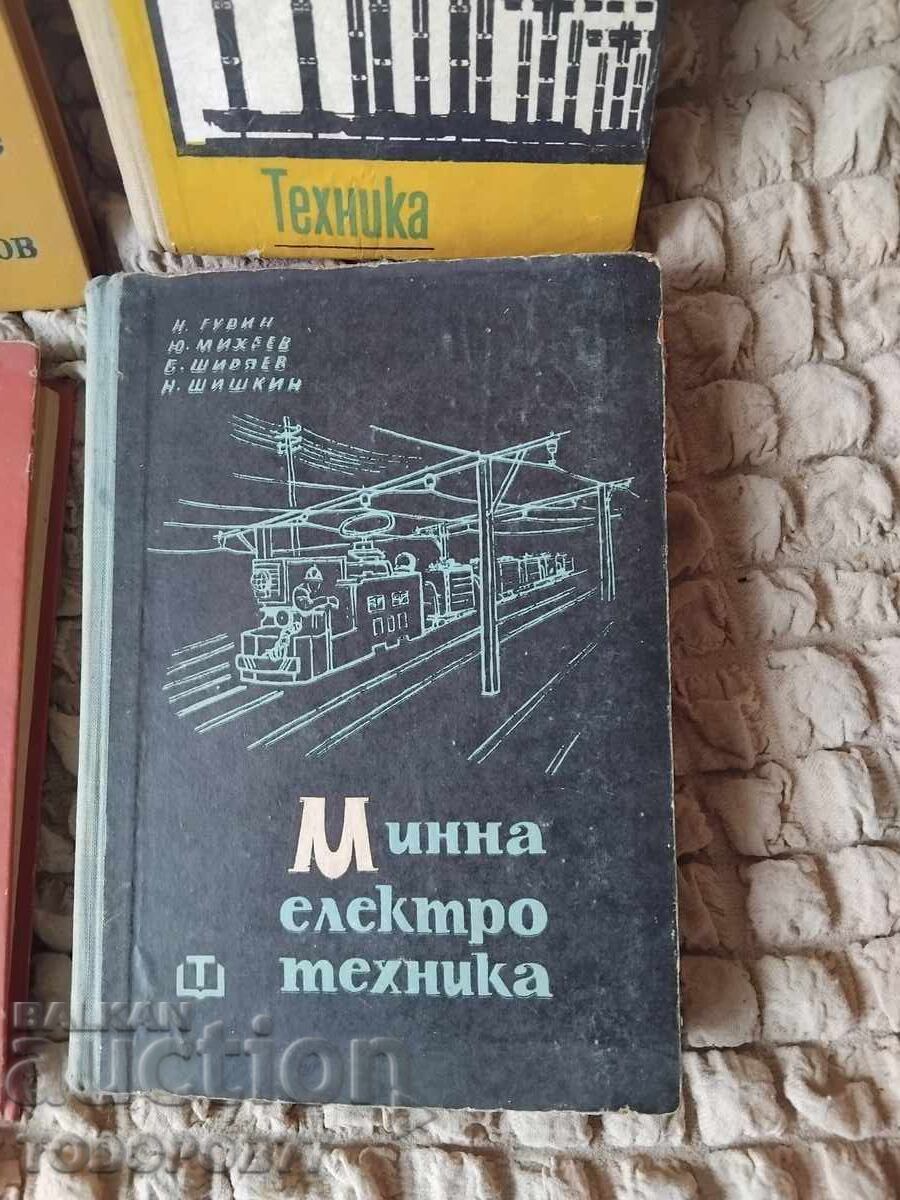 ов
Техника
Н. ГУДИН
Ю. МИХЕЕВ
Б. ШИРЯЕВ
Н. ШИШКИН
Минна
електро
техника
Т
BALKAN
auction